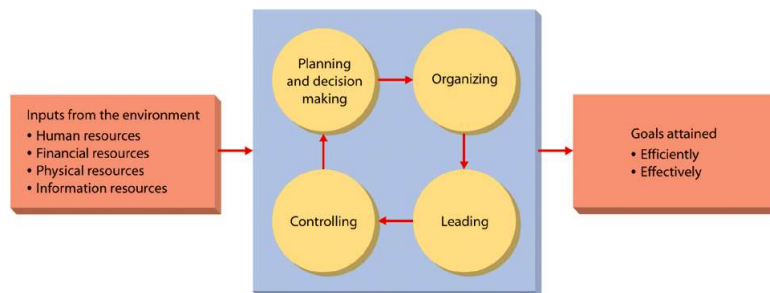 Inputs from the environment
• Human resources
• Financial resources
• Physical resources
• Information resources
Planning
and decision
making
Organizing
Controlling
Leading
Goals attained
• Efficiently
• Effectively